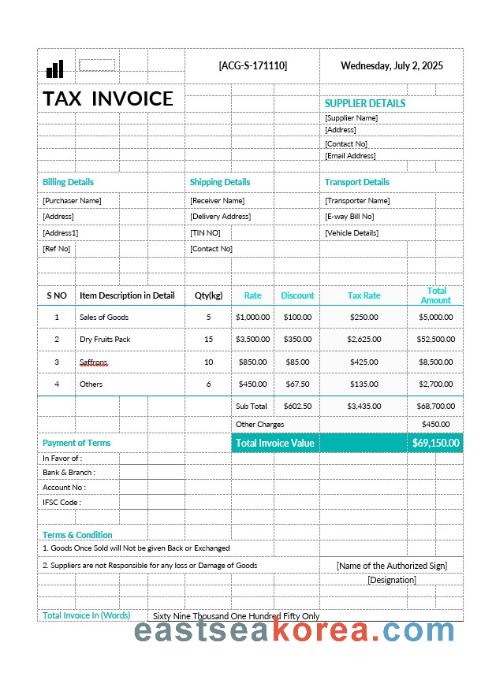 [ACG-S-171110] Wednesday, July 2, 2025
TAX INVOICE
SUPPLIER DETAILS
[Supplier Name]
[Address]
[Contact No]
[Email Address]
Billing Details Shipping Details Transport Details
[Purchaser Name] [Receiver Name] [Transporter Name]
[Address] [Delivery Address] [E-way Bill No]
[Address1] [TIN NO] [Vehicle Details]
[Ref No] [Contact No]
S NO Item Description in Detail Qty(kg) Rate Discount Tax Rate Total Amount
1 Sales of Goods 5 $1,000.00 $100.00 $250.00 $5,000.00
2 Dry Fruits Pack 15 $3,500.00 $350.00 $2,625.00 $52,500.00
3 Saffrons 10 $850.00 $85.00 $425.00 $8,500.00
4 Others 6 $450.00 $67.50 $135.00 $2,700.00
Sub Total $602.50 $3,435.00 $68,700.00
Other Charges $450.00
Payment of Terms Total Invoice Value $69,150.00
In Favor of :
Bank & Branch :
Account No :
IFSC Code :
Terms & Condition
1. Goods Once Sold will Not be given Back or Exchanged
2. Suppliers are not Responsible for any loss or Damage of Goods [Name of the Authorized Sign]
[Designation]
Total Invoice In (Words) Sixty Nine Thousand One Hundred Fifty Only
eastseakorea.com